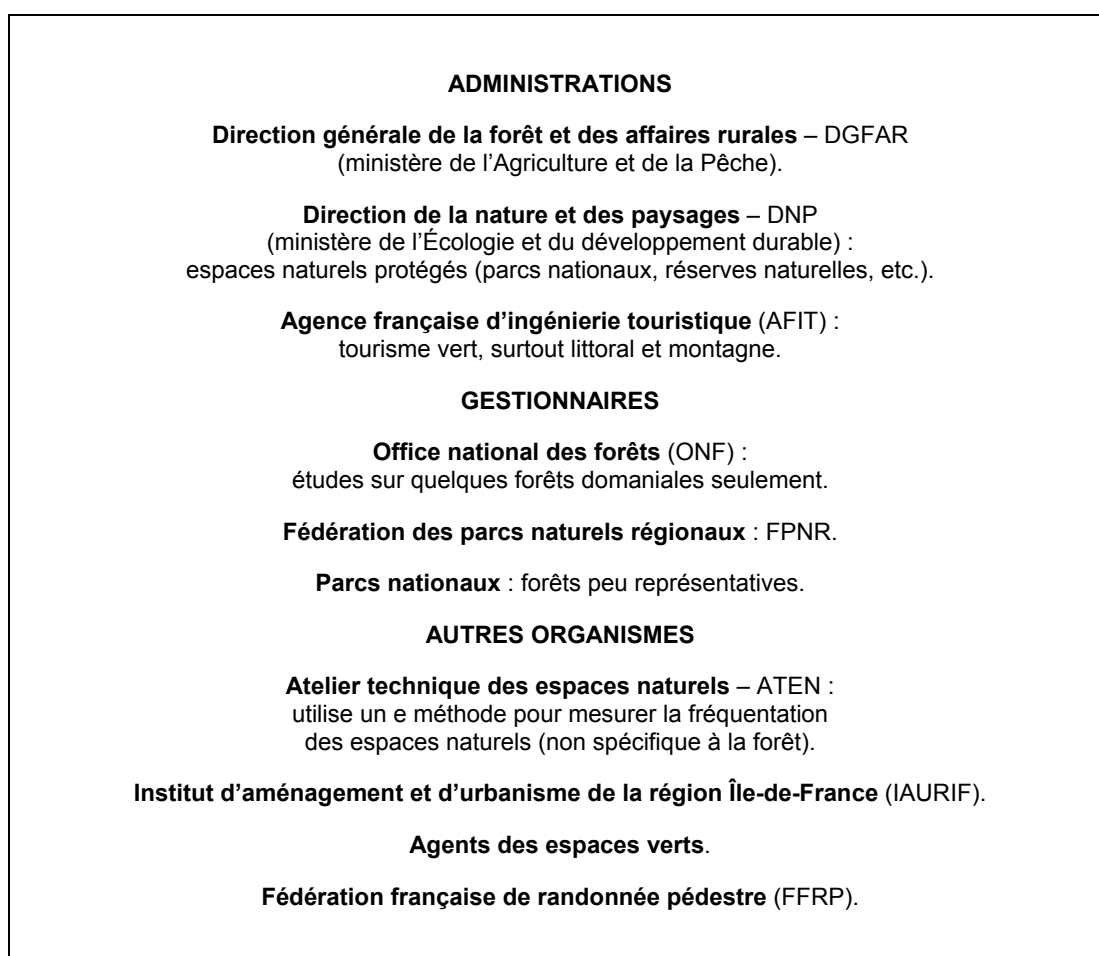 ADMINISTRATIONS
Direction générale de la forêt et des affaires rurales – DGFAR
(ministère de l’Agriculture et de la Pêche).
Direction de la nature et des paysages – DNP
(ministère de l’Écologie et du développement durable) :
espaces naturels protégés (parcs nationaux, réserves naturelles, etc.).
Agence française d’ingénierie touristique (AFIT) :
tourisme vert, surtout littoral et montagne.
GESTIONNAIRES
Office national des forêts (ONF) :
études sur quelques forêts domaniales seulement.
Fédération des parcs naturels régionaux : FPNR.
Parcs nationaux : forêts peu représentatives.
AUTRES ORGANISMES
Atelier technique des espaces naturels – ATEN :
utilise un e méthode pour mesurer la fréquentation
des espaces naturels (non spécifique à la forêt).
Institut d’aménagement et d’urbanisme de la région Île-de-France (IAURIF).
Agents des espaces verts.
Fédération française de randonnée pédestre (FFRP).